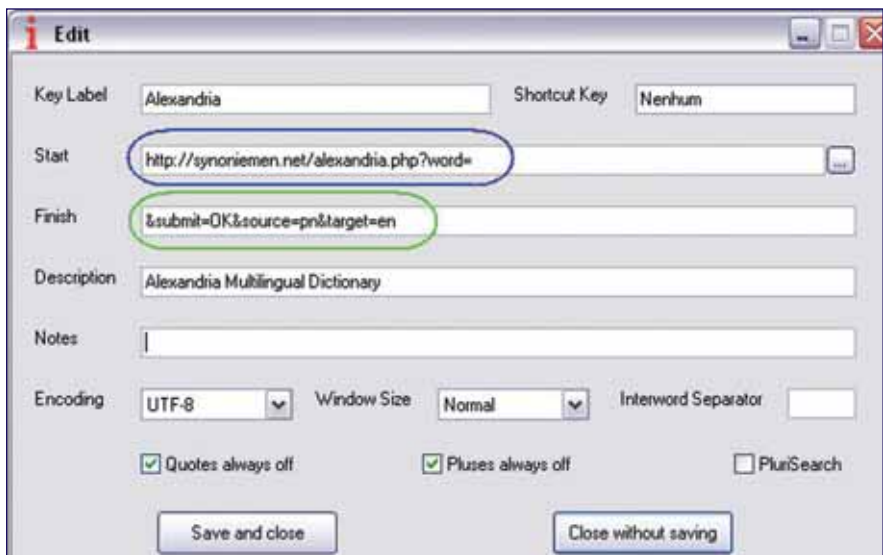 Edit
Key Label Alexandria Shortcut Key Nenhum
Start http://synoniemen.net/alexandria.php?word= ...
Finish &submit=OK&source=pn&target=en
Description Alexandria Multilingual Dictionary
Notes
Encoding UTF-8 Window Size Normal Interword Separator
Quotes always off Pluses always off PluriSearch
Save and close Close without saving